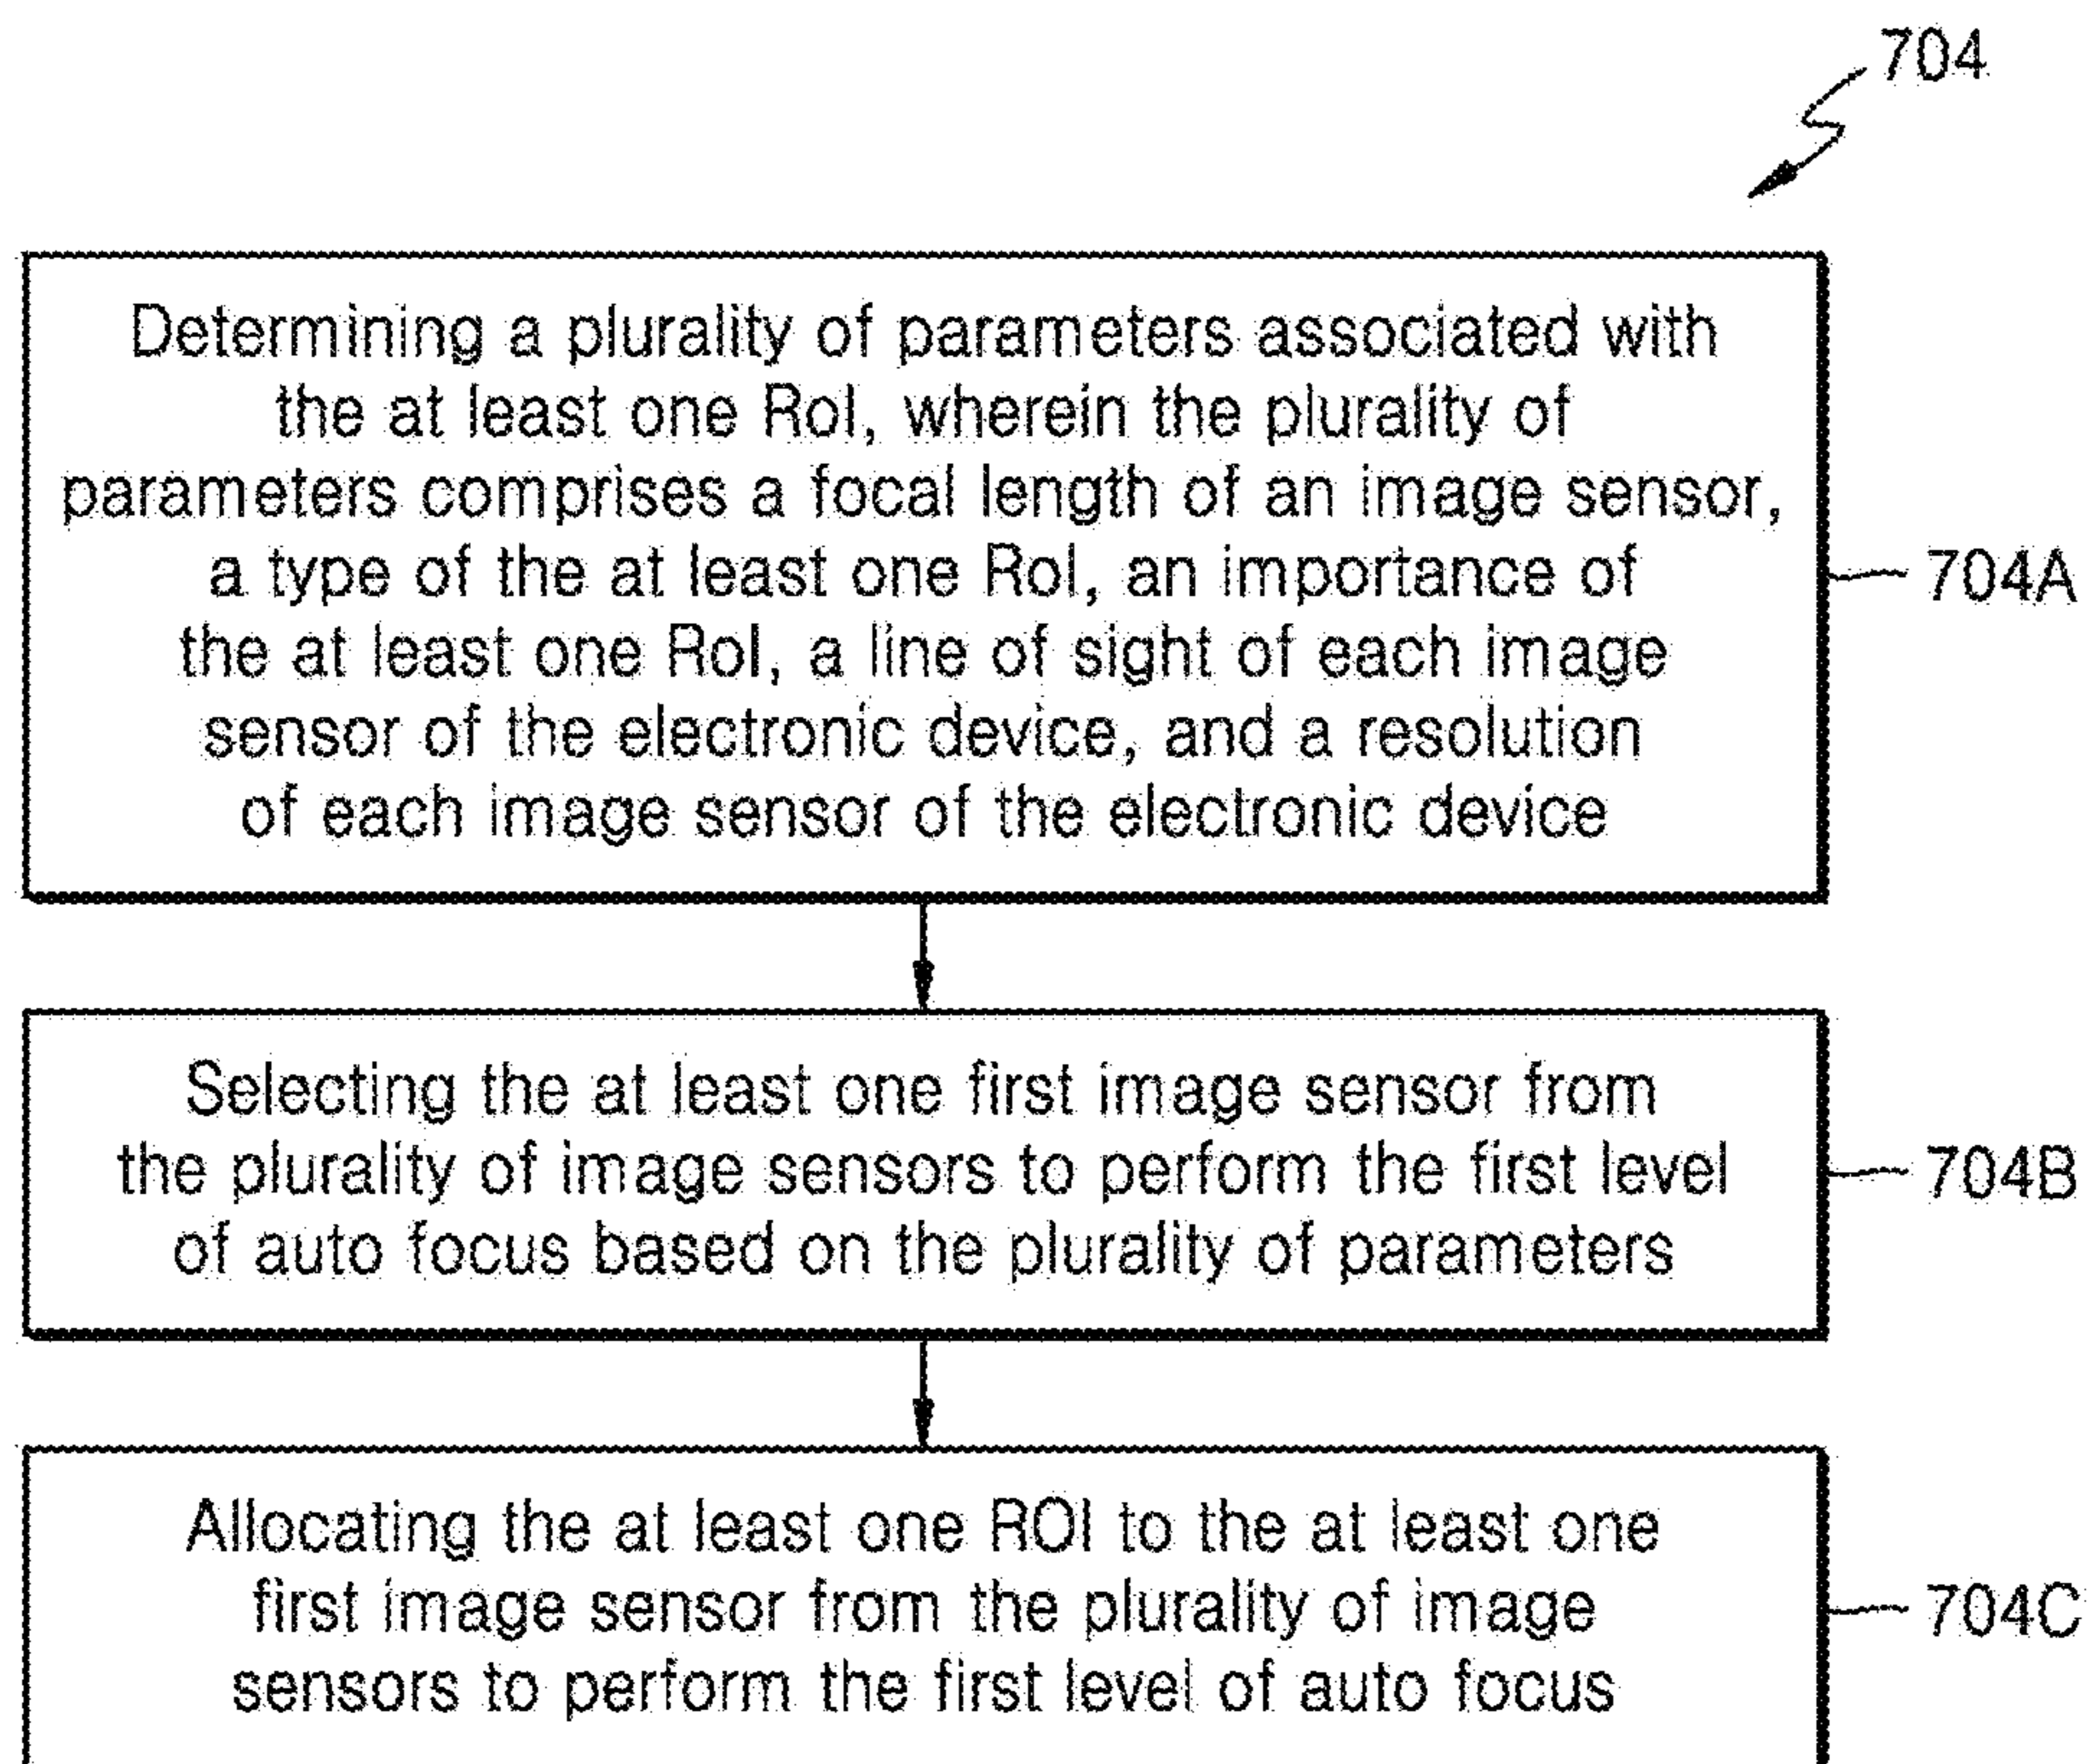 704
Determining a plurality of parameters associated with
the at least one RoI, wherein the plurality of
parameters comprises a focal length of an image sensor,
a type of the at least one RoI, an importance of
the at least one RoI, a line of sight of each image
sensor of the electronic device, and a resolution
of each image sensor of the electronic device
704A
Selecting the at least one first image sensor from
the plurality of image sensors to perform the first level
of auto focus based on the plurality of parameters
704B
Allocating the at least one ROI to the at least one
first image sensor from the plurality of image
sensors to perform the first level of auto focus
704C